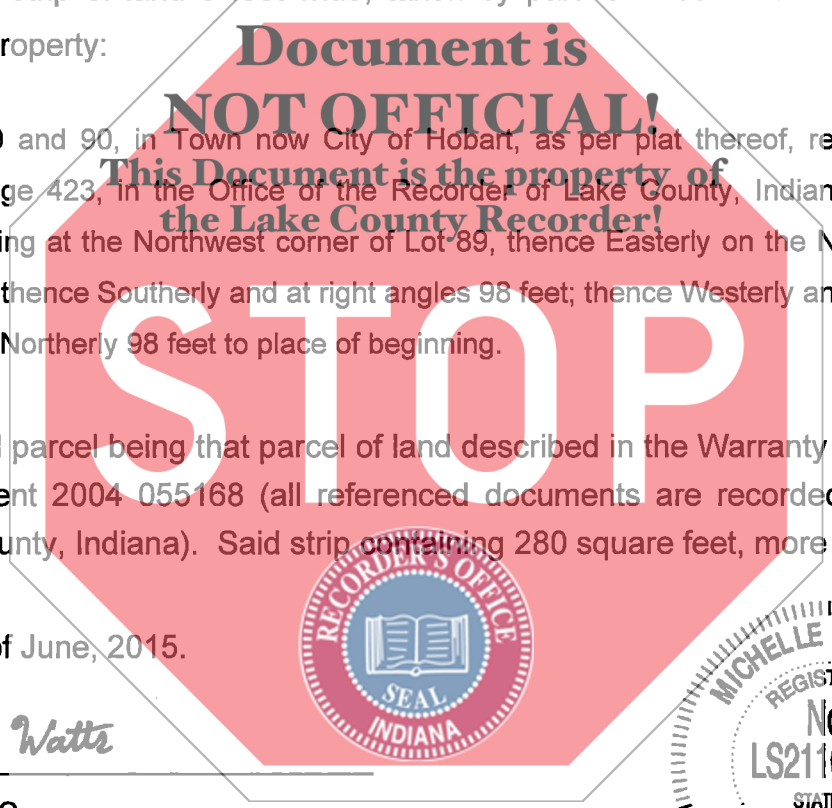 roperty:
Document is
NOT OFFICIAL!
and 90, in Town now City of Hobart, as per plat thereof, re
This Document is the property of
ge 423, in the Office of the Recorder of Lake County, Indian
the Lake County Recorder!
ing at the Northwest corner of Lot 89, thence Easterly on the N
thence Southerly and at right angles 98 feet; thence Westerly an
Northerly 98 feet to place of beginning.
STOP
parcel being that parcel of land described in the Warranty
ent 2004 055168 (all referenced documents are recorded
unty, Indiana). Said strip containing 280 square feet, more
RECORDER'S OFFICE
SEAL
INDIANA
of June, 2015.
Watts
MICHELLE
REGIST
LS211
STAT